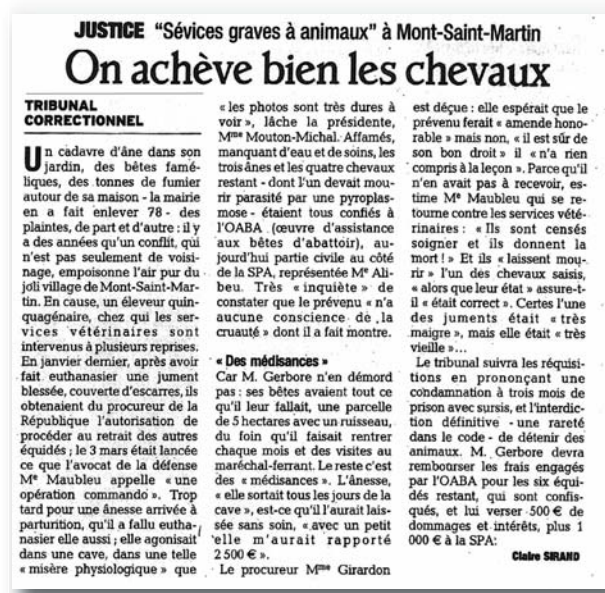 JUSTICE "Sévices graves à animaux" à Mont-Saint-Martin
On achève bien les chevaux
TRIBUNAL
CORRECTIONNEL
Un cadavre d'âne dans son
jardin, des bêtes famé-
liques, des tonnes de fumier
autour de sa maison - la mairie
en a fait enlever 78 - des
plaintes, de part et d'autre : il y
a des années qu'un conflit, qui
n'est pas seulement de voisi-
nage, empoisonne l'air pur du
joli village de Mont-Saint-Mar-
tin. En cause, un éleveur quin-
quagénaire, chez qui les ser-
vices vétérinaires sont
intervenus à plusieurs reprises.
En janvier dernier, après avoir
fait euthanasier une jument
blessée, couverte d'escarres, ils
obtenaient du procureur de la
République l'autorisation de
procéder au retrait des autres
équidés ; le 3 mars était lancée
ce que l'avocat de la défense
Me Maubleu appelle « une
opération commando ». Trop
tard pour une ânesse arrivée à
parturition, qu'il a fallu eutha-
nasier elle aussi ; elle agonisait
dans une cave, dans une telle
« misère physiologique » que
« les photos sont très dures à
voir », lâche la présidente,
Mme Mouton-Michal. Affamés,
manquant d'eau et de soins, les
trois ânes et les quatre chevaux
restant - dont l'un devait mou-
rir parasité par une pyroplas-
mose - étaient tous confiés à
l'OABA (œuvre d'assistance
aux bêtes d'abattoir), au-
jourd'hui partie civile au côté
de la SPA, représentée Me Ali-
beu. Très « inquiète » de
constater que le prévenu « n'a
aucune conscience de la
cruauté » dont il a fait montre.
« Des médisances »
Car M. Gerbore n'en démord
pas : ses bêtes avaient tout ce
qu'il leur fallait, une parcelle
de 5 hectares avec un ruisseau,
du foin qu'il faisait rentrer
chaque mois et des visites au
maréchal-ferrant. Le reste c'est
des « médisances ». L'ânesse,
« elle sortait tous les jours de la
cave », est-ce qu'il l'aurait lais-
sée sans soin, « avec un petit
elle m'aurait rapporté
2 500 € ».
Le procureur Mme Girardon
est déçue : elle espérait que le
prévenu ferait « amende hono-
rable » mais non, « il est sûr de
son bon droit » il « n'a rien
compris à la leçon ». Parce qu'il
n'en avait pas à recevoir, es-
time Me Maubleu qui se re-
tourne contre les services vété-
rinaires : « Ils sont censés
soigner et ils donnent la
mort ! » Et ils « laissent mou-
rir » l'un des chevaux saisis,
« alors que leur état » assure-t-
il « était correct ». Certes l'une
des juments était « très
maigre », mais elle était « très
vieille »...
Le tribunal suivra les réquisi-
tions en prononçant une
condamnation à trois mois de
prison avec sursis, et l'interdic-
tion définitive - une rareté
dans le code - de détenir des
animaux. M. Gerbore devra
rembourser les frais engagés
par l'OABA pour les six équi-
dés restant, qui sont confis-
qués, et lui verser 500 € de
dommages et intérêts, plus 1
000 € à la SPA.
Claire SIRAND